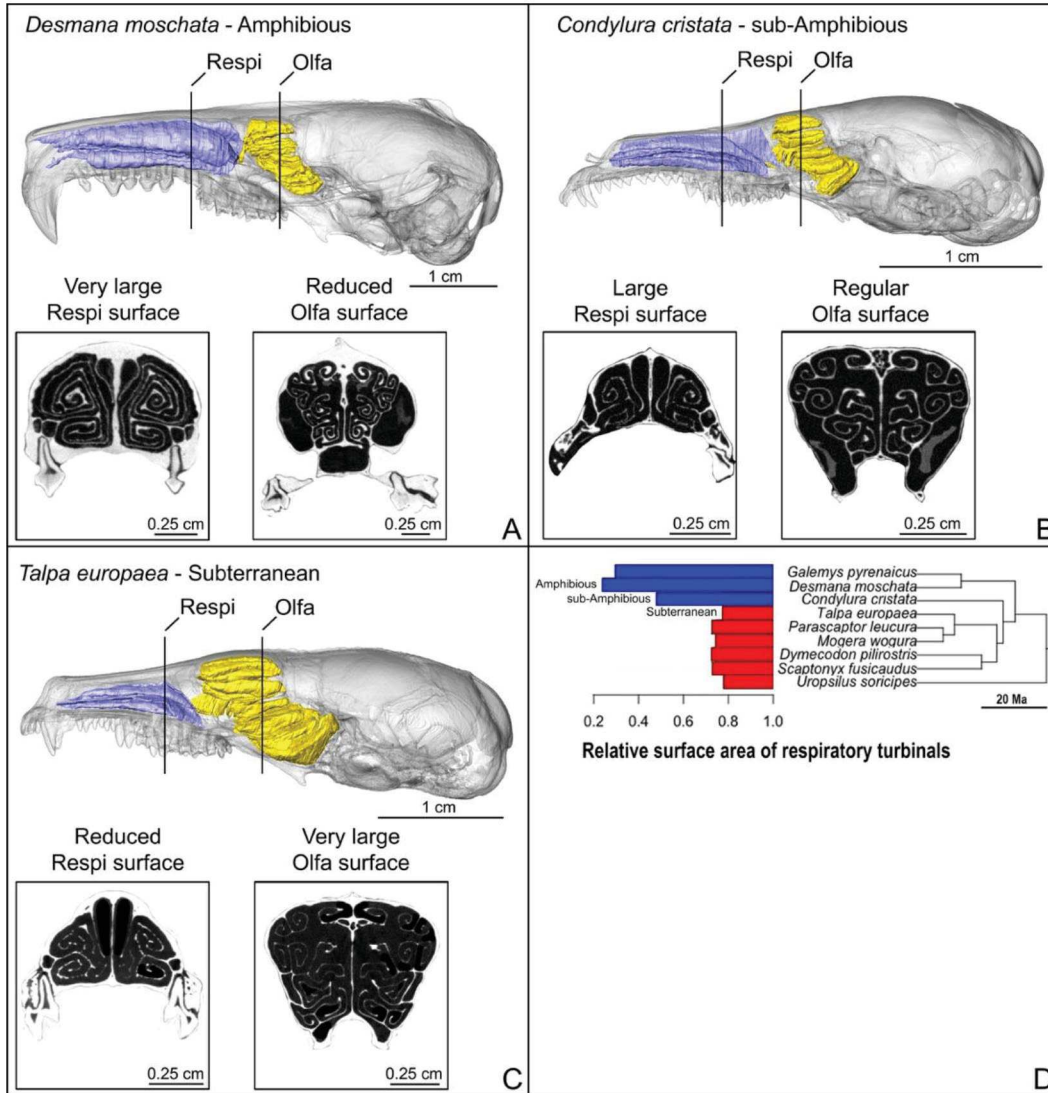 Desmana moschata - Amphibious
Respi
Olfa
1 cm
Very large
Respi surface
Reduced
Olfa surface
0.25 cm
0.25 cm
A
Condylura cristata - sub-Amphibious
Respi
Olfa
1 cm
Large
Respi surface
Regular
Olfa surface
0.25 cm
0.25 cm
B
Talpa europaea - Subterranean
Respi
Olfa
1 cm
Reduced
Respi surface
Very large
Olfa surface
0.25 cm
0.25 cm
C
Galemys pyrenaicus
Amphibious
Desmana moschata
sub-Amphibious
Condylura cristata
Subterranean
Talpa europaea
Parascaptor leucura
Mogera wogura
Dymecodon pilirostris
Scaptonyx fusicaudus
Uropsilus soricipes
20 Ma
0.2 0.4 0.6 0.8 1.0
Relative surface area of respiratory turbinals
D